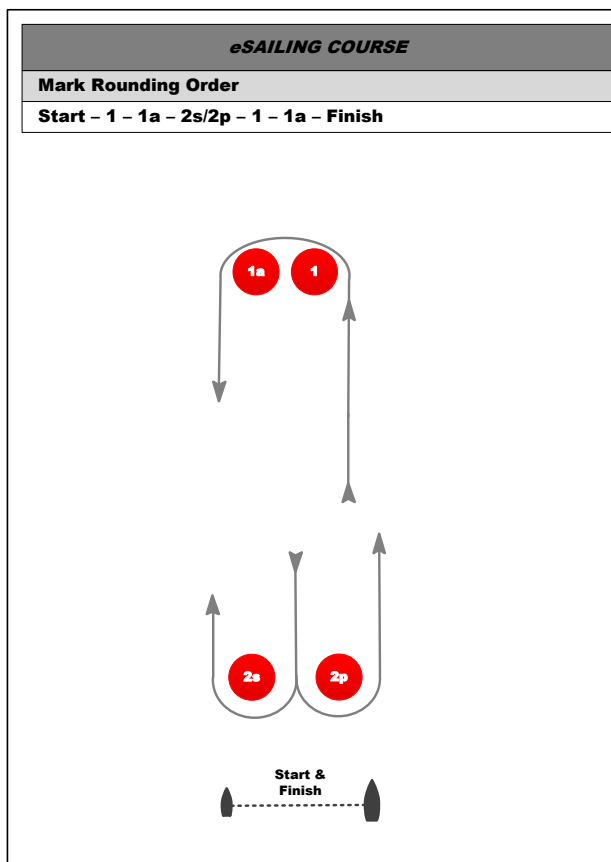 eSAILING COURSE
Mark Rounding Order
Start – 1 – 1a – 2s/2p – 1 – 1a – Finish
1a 1
2s 2p
Start &
Finish